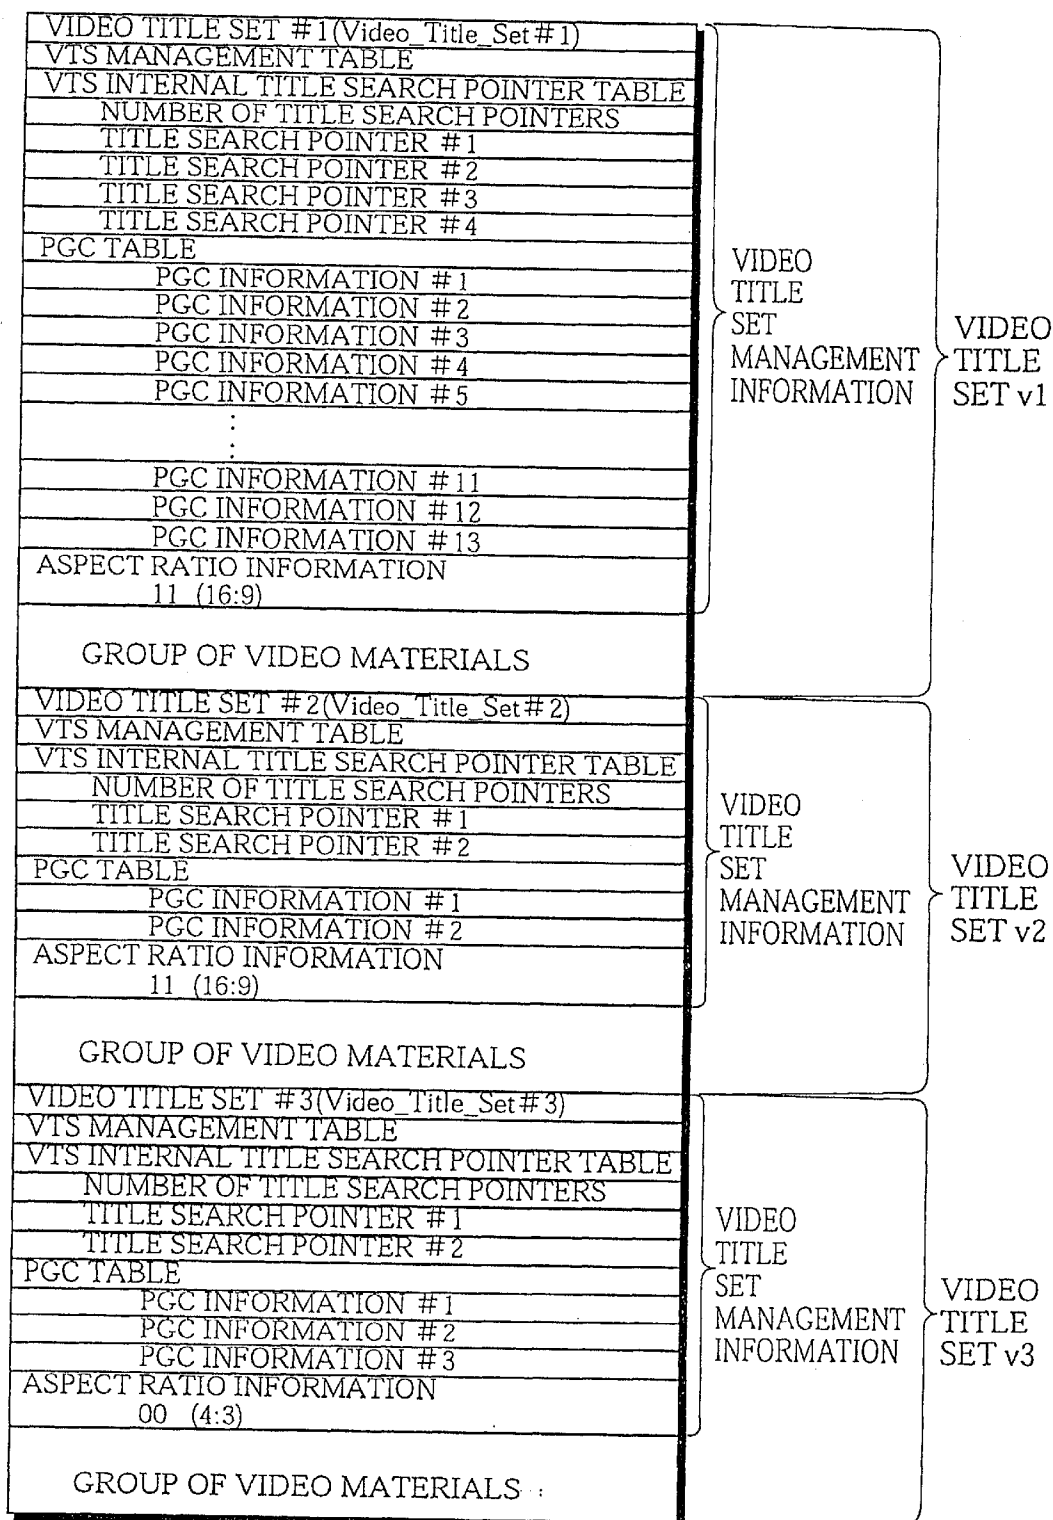 VIDEO TITLE SET #1(Video_Title_Set#1)
VTS MANAGEMENT TABLE
VTS INTERNAL TITLE SEARCH POINTER TABLE
NUMBER OF TITLE SEARCH POINTERS
TITLE SEARCH POINTER #1
TITLE SEARCH POINTER #2
TITLE SEARCH POINTER #3
TITLE SEARCH POINTER #4
PGC TABLE
PGC INFORMATION #1
PGC INFORMATION #2
PGC INFORMATION #3
PGC INFORMATION #4
PGC INFORMATION #5
⋮
PGC INFORMATION #11
PGC INFORMATION #12
PGC INFORMATION #13
ASPECT RATIO INFORMATION
11 (16:9)
GROUP OF VIDEO MATERIALS
VIDEO
TITLE
SET
MANAGEMENT
INFORMATION
VIDEO
TITLE
SET v1
VIDEO TITLE SET #2(Video_Title_Set#2)
VTS MANAGEMENT TABLE
VTS INTERNAL TITLE SEARCH POINTER TABLE
NUMBER OF TITLE SEARCH POINTERS
TITLE SEARCH POINTER #1
TITLE SEARCH POINTER #2
PGC TABLE
PGC INFORMATION #1
PGC INFORMATION #2
ASPECT RATIO INFORMATION
11 (16:9)
GROUP OF VIDEO MATERIALS
VIDEO
TITLE
SET
MANAGEMENT
INFORMATION
VIDEO
TITLE
SET v2
VIDEO TITLE SET #3(Video_Title_Set#3)
VTS MANAGEMENT TABLE
VTS INTERNAL TITLE SEARCH POINTER TABLE
NUMBER OF TITLE SEARCH POINTERS
TITLE SEARCH POINTER #1
TITLE SEARCH POINTER #2
PGC TABLE
PGC INFORMATION #1
PGC INFORMATION #2
PGC INFORMATION #3
ASPECT RATIO INFORMATION
00 (4:3)
GROUP OF VIDEO MATERIALS
VIDEO
TITLE
SET
MANAGEMENT
INFORMATION
VIDEO
TITLE
SET v3